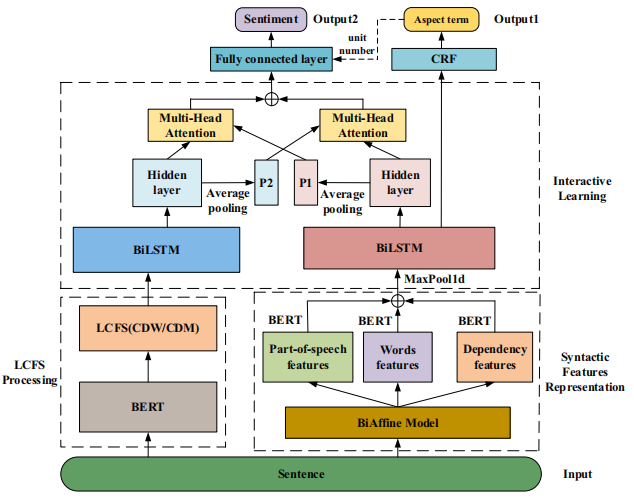 Sentiment
Output2
Aspect term
Output1
unit
number
Fully connected layer
CRF
Multi-Head
Attention
Multi-Head
Attention
Hidden
layer
P2
P1
Hidden
layer
Average
pooling
Average
pooling
Interactive
Learning
BiLSTM
BiLSTM
MaxPool1d
LCFS(CDW/CDM)
BERT
BERT
BERT
Part-of-speech
features
Words
features
Dependency
features
LCFS
Processing
Syntactic
Features
Representation
BERT
BiAffine Model
Sentence
Input